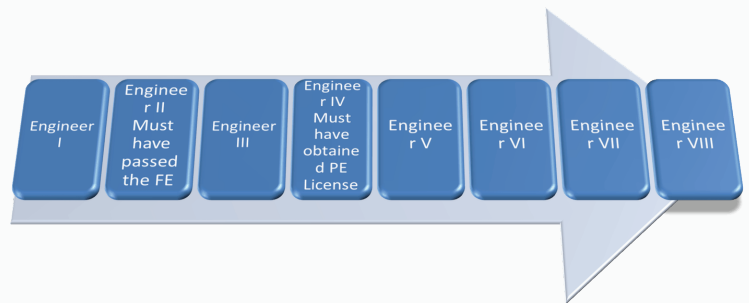 Engineer
I
Enginee
r II
Must
have
passed
the FE
Engineer
III
Enginee
r IV
Must
have
obtaine
d PE
License
Enginee
r V
Enginee
r VI
Enginee
r VII
Enginee
r VIII